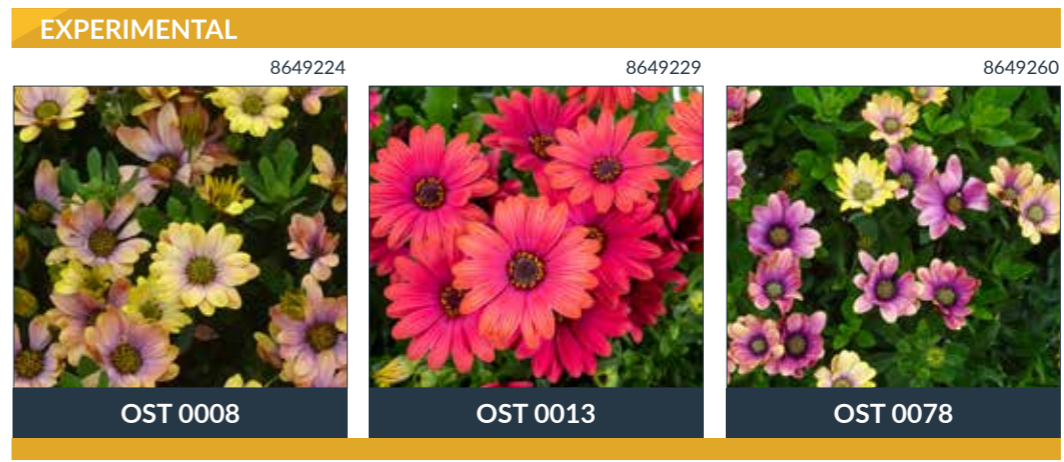 EXPERIMENTAL
8649224
8649229
8649260
OST 0008
OST 0013
OST 0078